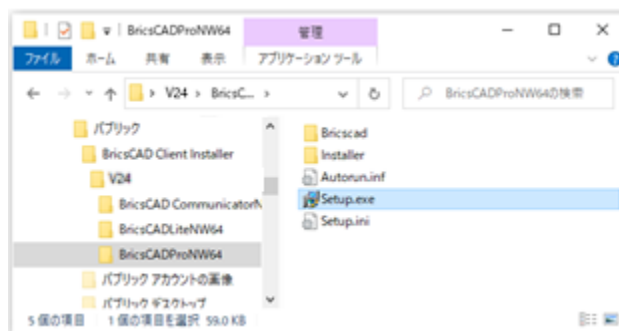 BricsCADProNW64
管理
ファイル ホーム 共有 表示 アプリケーション ツール
V24 › BricsC... ›
BricsCADProNW64の検索
パブリック
BricsCAD Client Installer
V24
BricsCAD CommunicatorN
BricsCADLiteNW64
BricsCADProNW64
パブリック アカウントの画像
パブリック デスクトップ
Bricscad
Installer
Autorun.inf
Setup.exe
Setup.ini
5 個の項目 1 個の項目を選択 59.0 KB